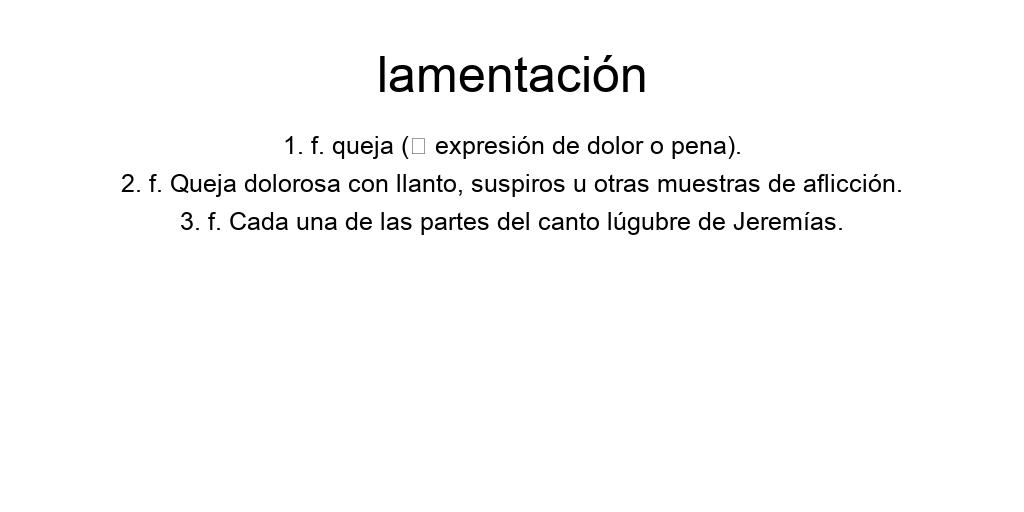 lamentación
1. f. queja (□ expresión de dolor o pena).
2. f. Queja dolorosa con llanto, suspiros u otras muestras de aflicción.
3. f. Cada una de las partes del canto lúgubre de Jeremías.